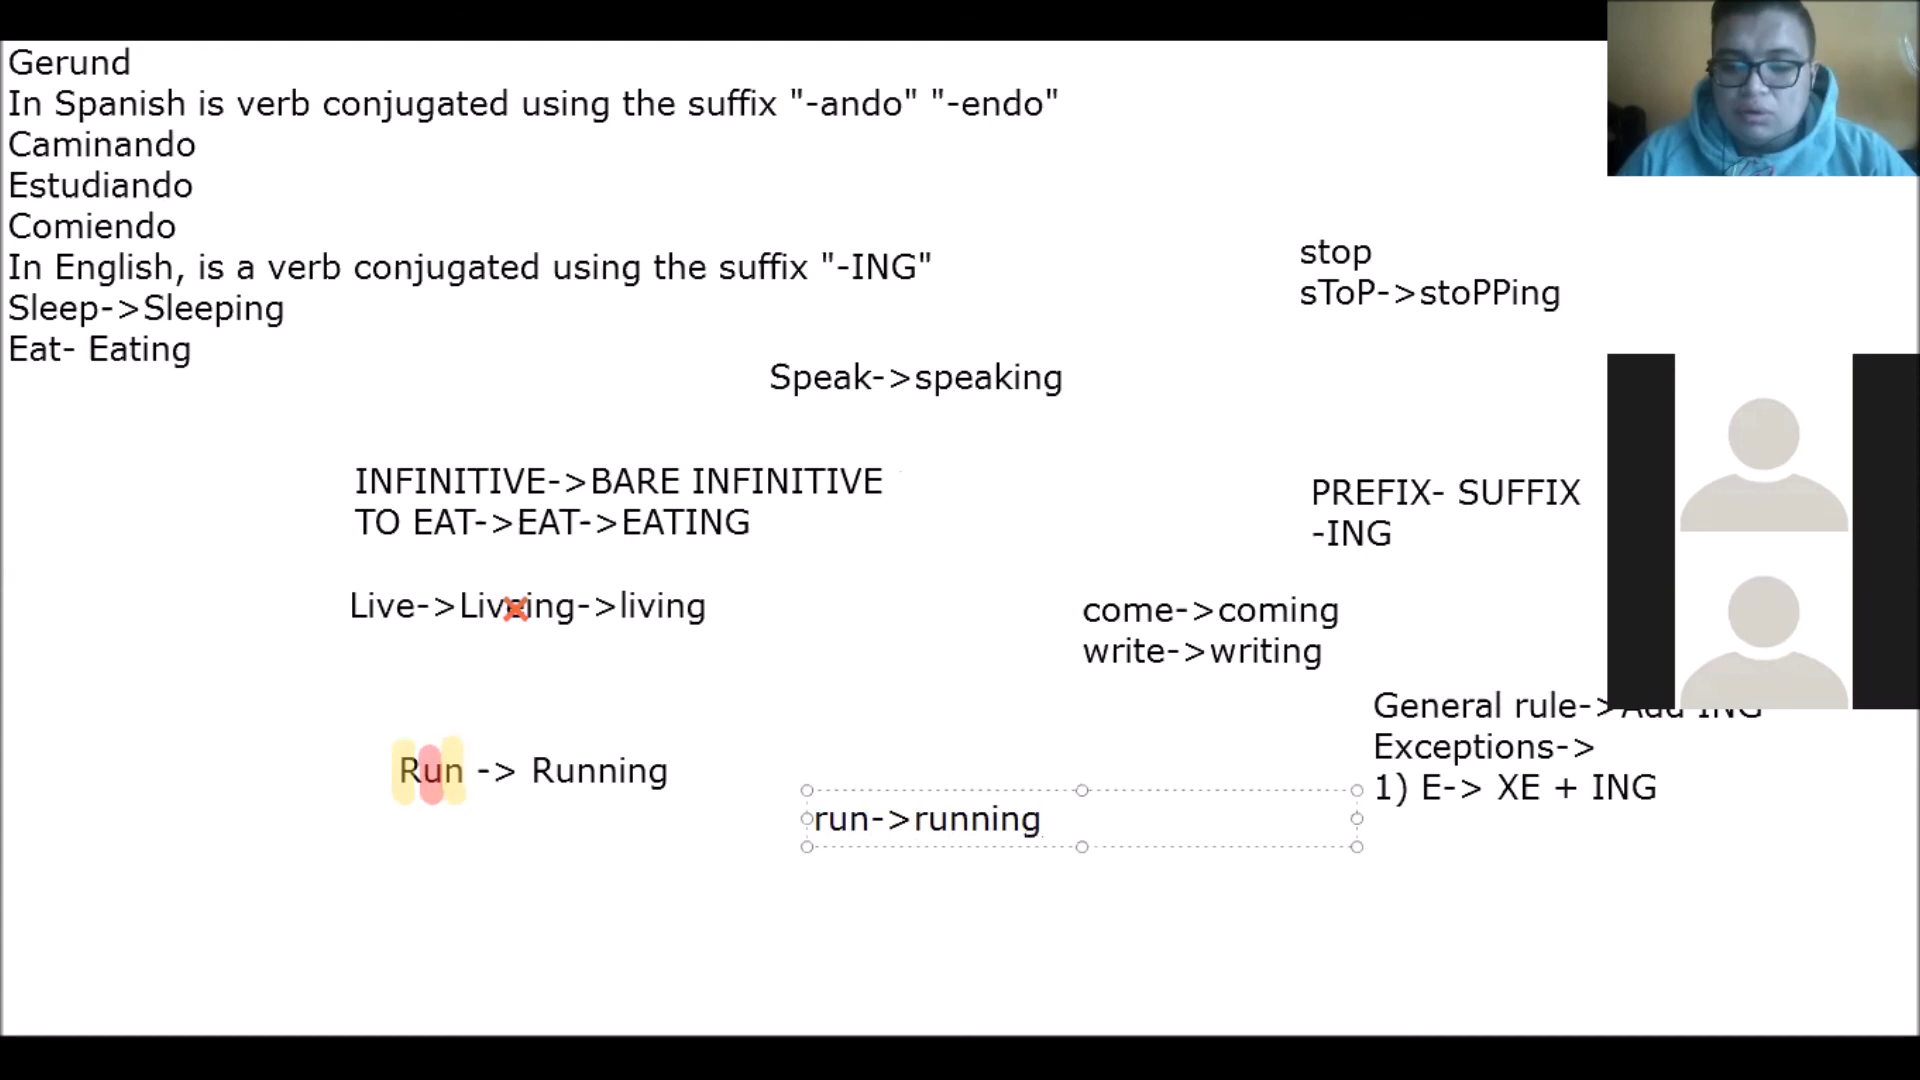 Gerund
In Spanish is verb conjugated using the suffix "-ando" "-endo"
Caminando
Estudiando
Comiendo
In English, is a verb conjugated using the suffix "-ING"
Sleep->Sleeping
Eat- Eating
stop
sToP->stoPPing
Speak->speaking
INFINITIVE->BARE INFINITIVE
TO EAT->EAT->EATING
PREFIX- SUFFIX
-ING
Live->Liveing->living
come->coming
write->writing
General rule->Add ING
Exceptions->
1) E-> XE + ING
Run -> Running
run->running